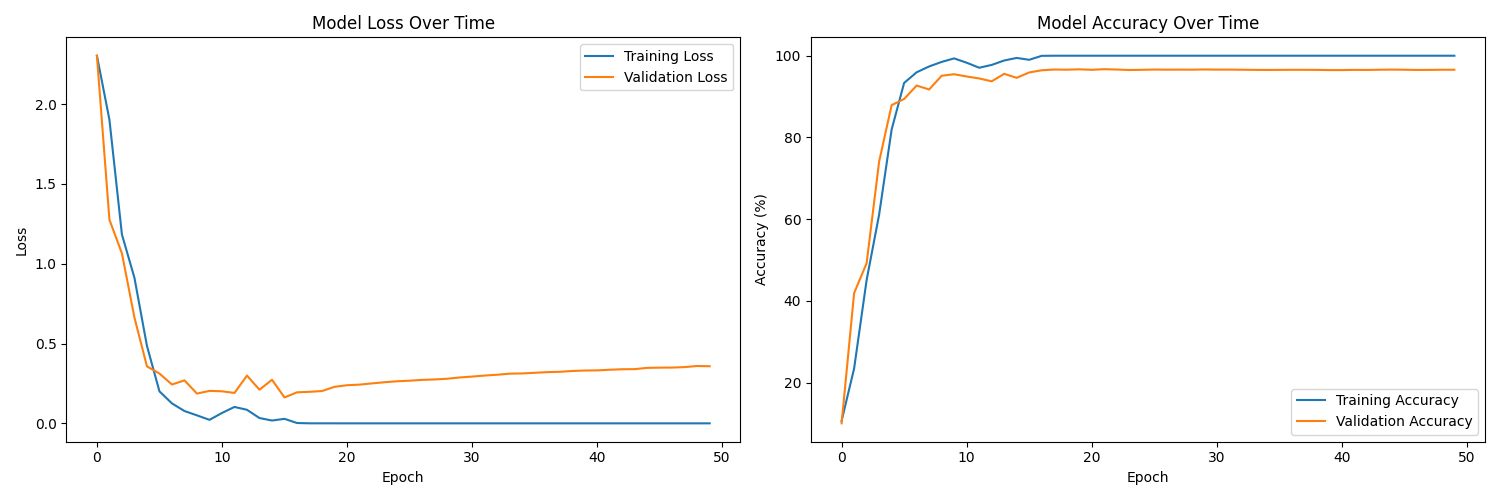 Model Loss Over Time
Training Loss
Validation Loss
2.0
1.5
1.0
0.5
0.0
Loss
0 10 20 30 40 50
Epoch
Model Accuracy Over Time
100
80
60
40
20
Accuracy (%)
Training Accuracy
Validation Accuracy
0 10 20 30 40 50
Epoch